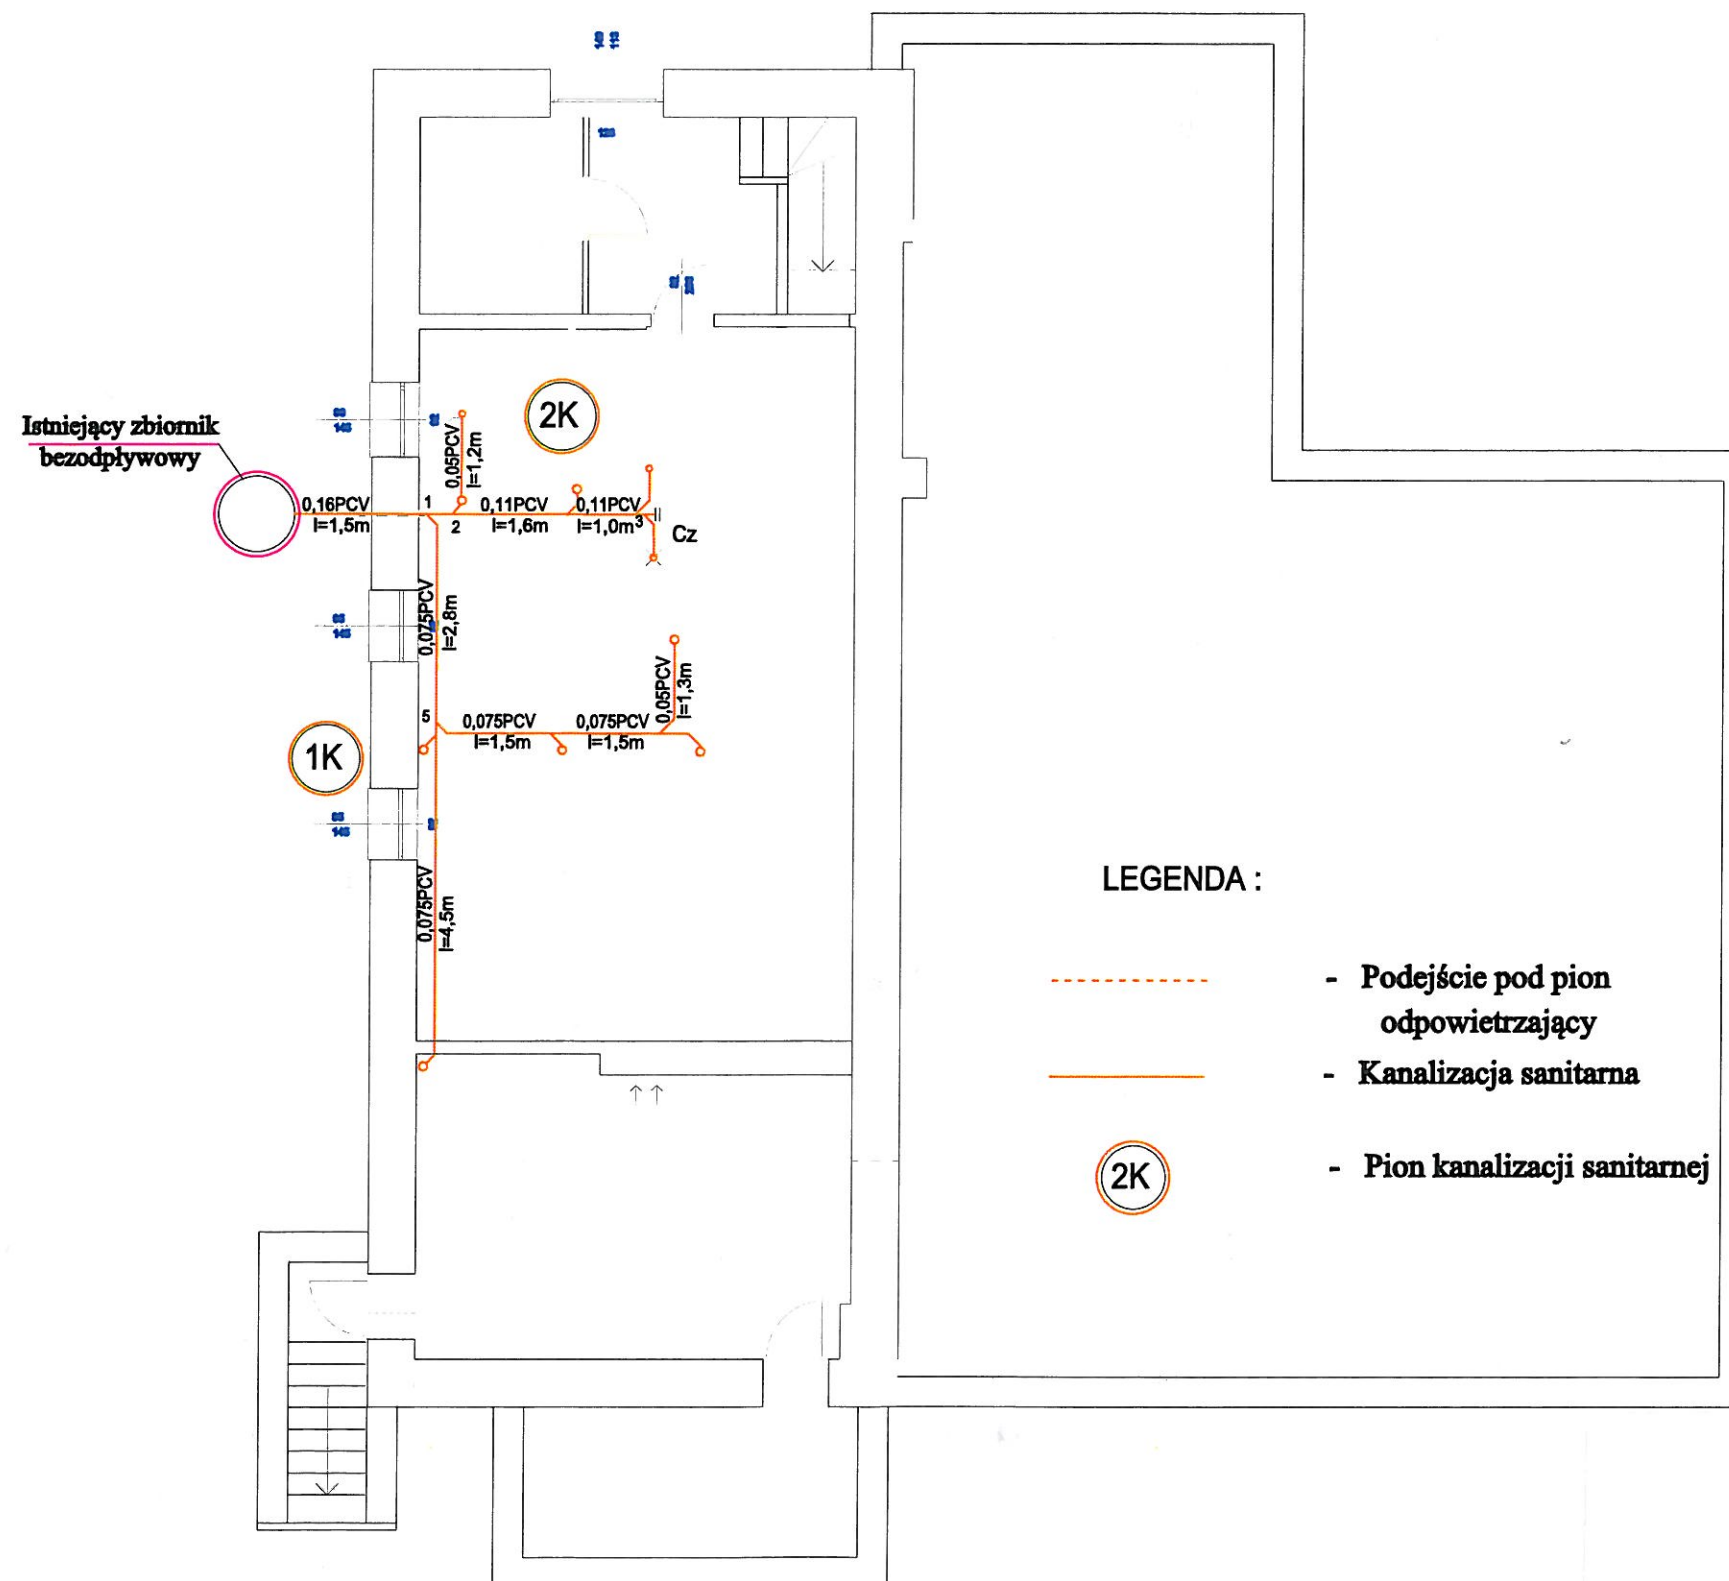 Istniejący zbiornik
bezodpływowy
2K
0,05PCV
l=1,2m
0,16PCV
l=1,5m
1
2
0,11PCV
l=1,6m
0,11PCV
l=1,0m
3
Cz
0,075PCV
l=2,8m
5
0,075PCV
l=1,5m
0,075PCV
l=1,5m
0,05PCV
l=1,3m
1K
0,075PCV
l=4,5m
LEGENDA :
- Podejście pod pion
odpowietrzający
- Kanalizacja sanitarna
2K
- Pion kanalizacji sanitarnej